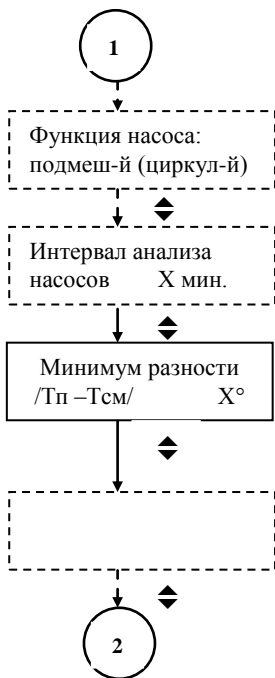 1
Функция насоса:
подмеш-й (циркул-й)
Интервал анализа
насосов X мин.
Минимум разности
/Тп –Тсм/ X°
2